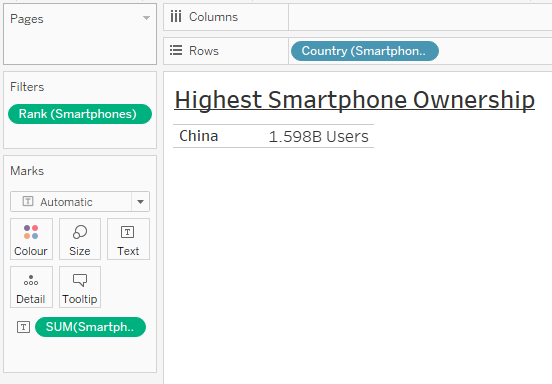 Pages
Columns
Rows
Country (Smartphon..
Filters
Rank (Smartphones)
Marks
Automatic
Colour
Size
Text
Detail
Tooltip
SUM(Smartph..
Highest Smartphone Ownership
China 1.598B Users